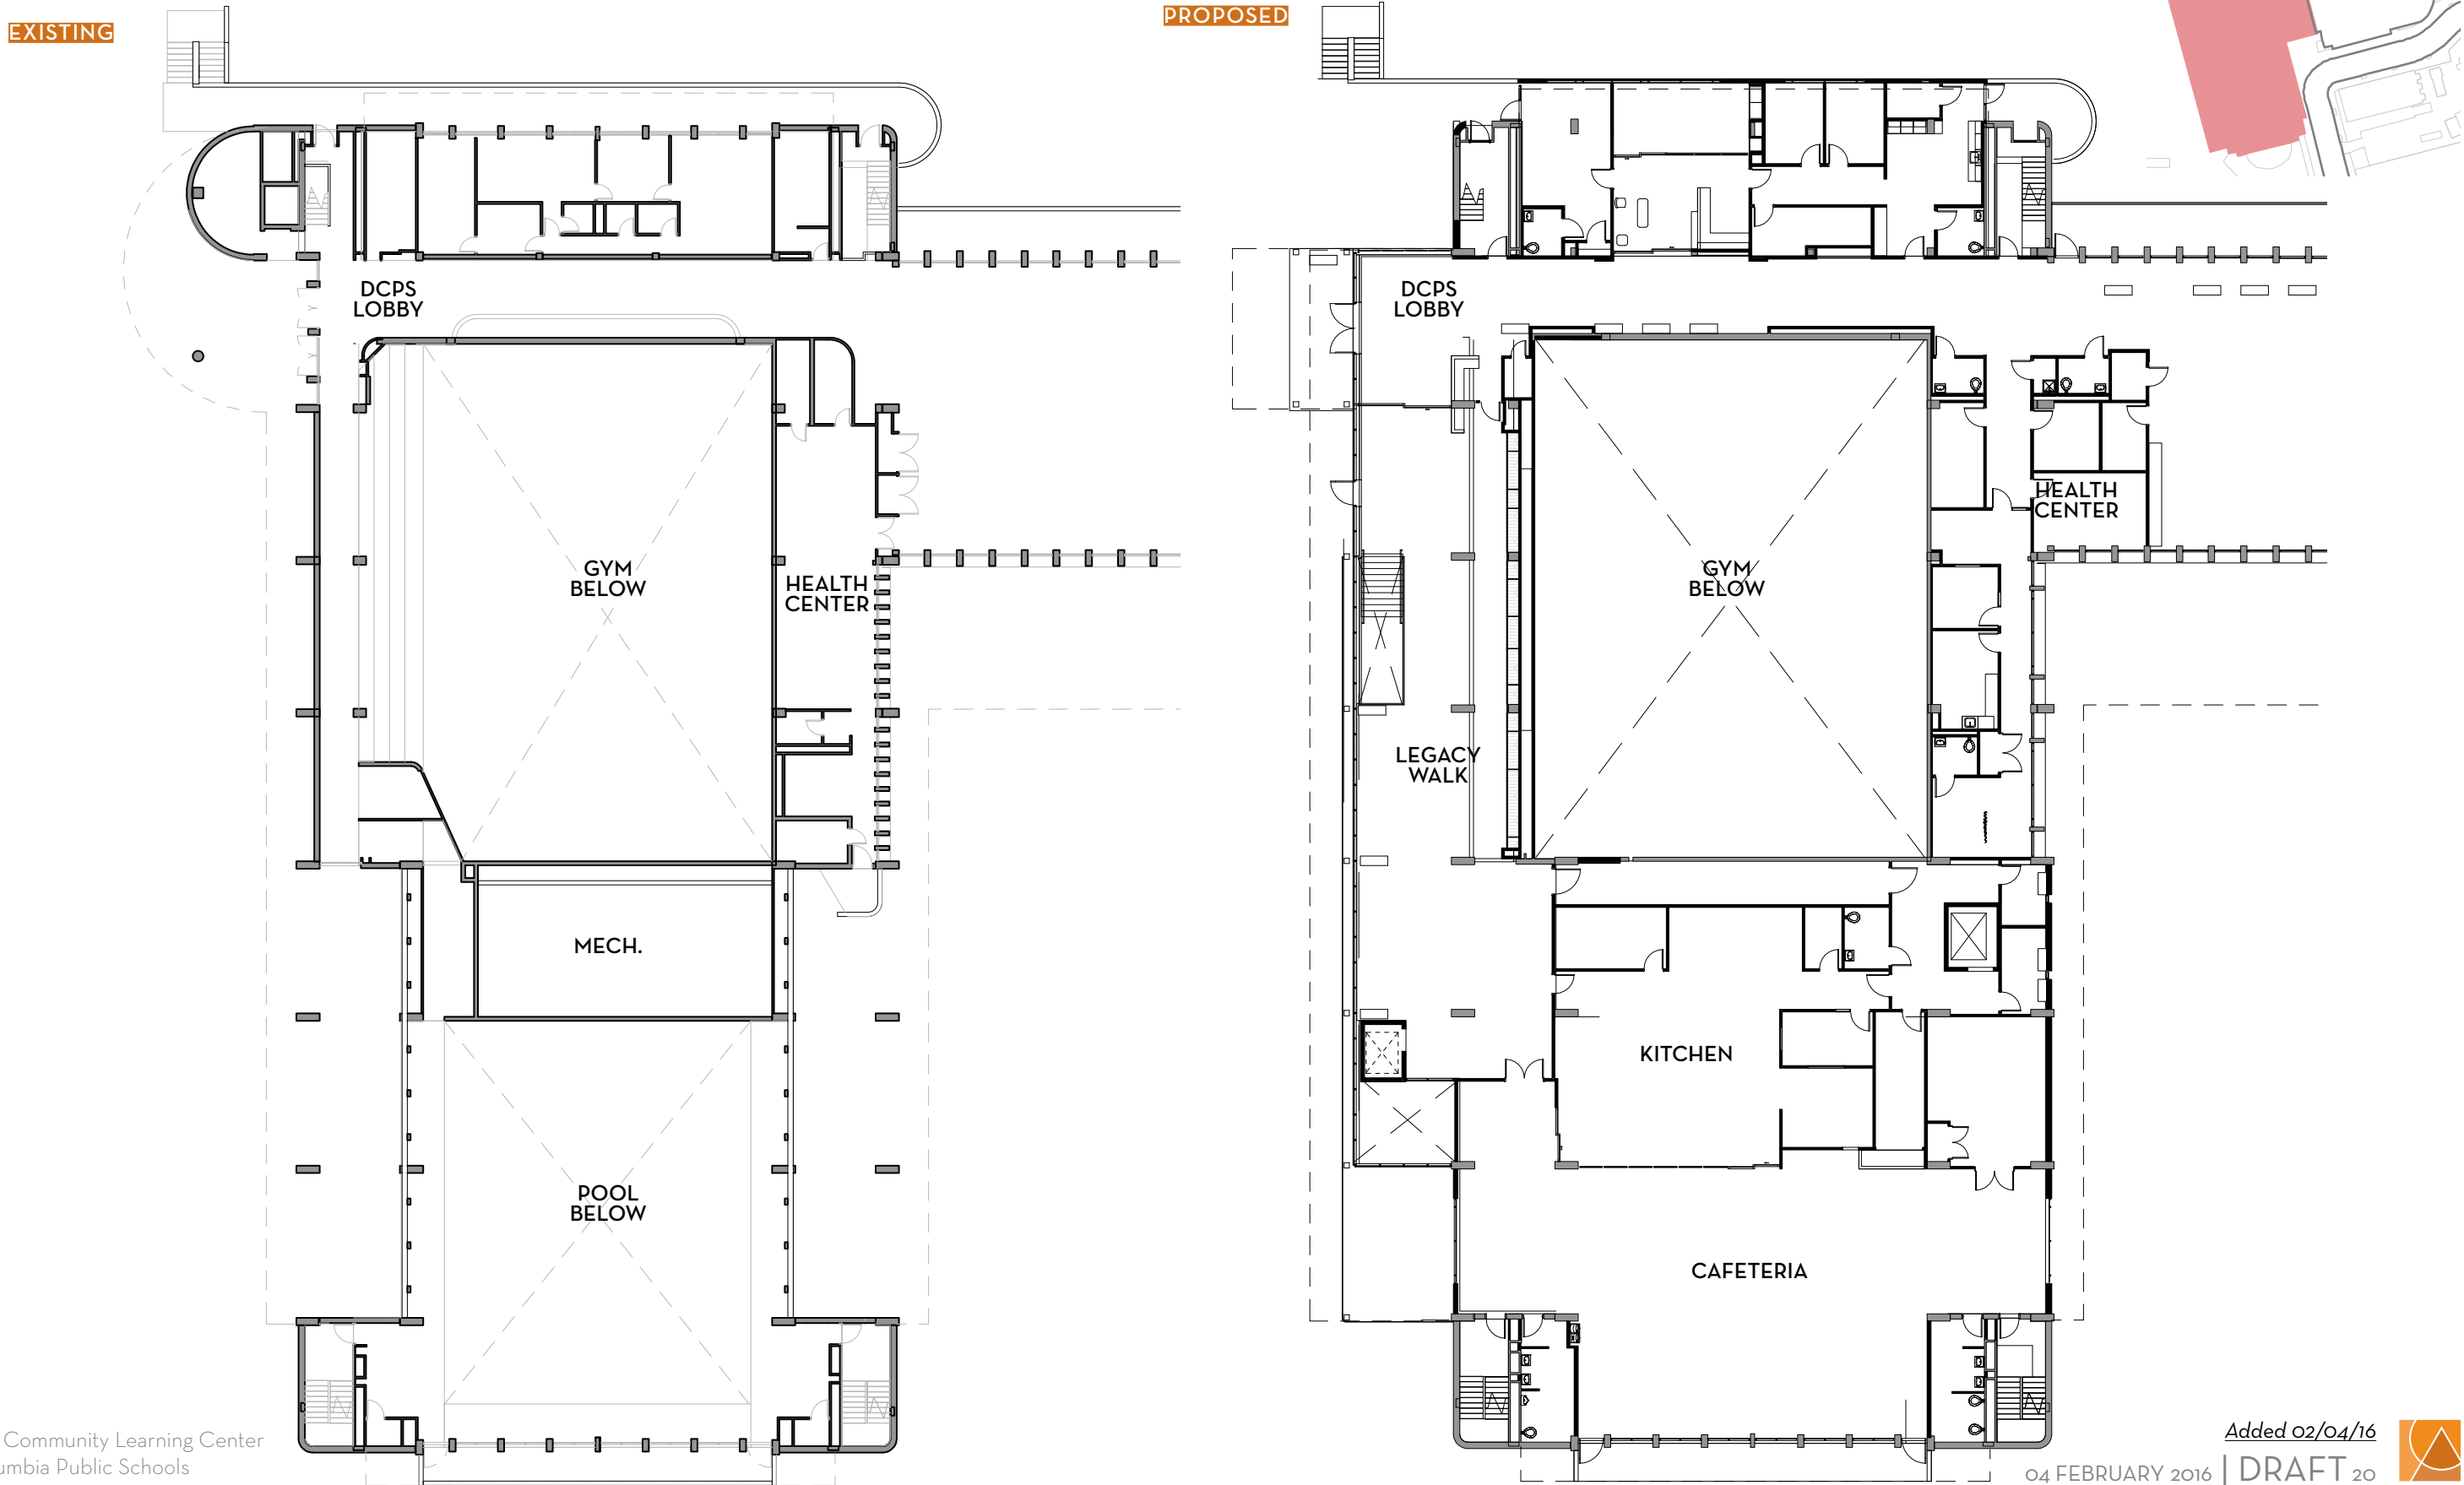 EXISTING
PROPOSED
DCPS
LOBBY
GYM
BELOW
HEALTH
CENTER
MECH.
POOL
BELOW
DCPS
LOBBY
GYM
BELOW
HEALTH
CENTER
LEGACY
WALK
KITCHEN
CAFETERIA
Community Learning Center
umbia Public Schools
Added 02/04/16
04 FEBRUARY 2016 | DRAFT 20